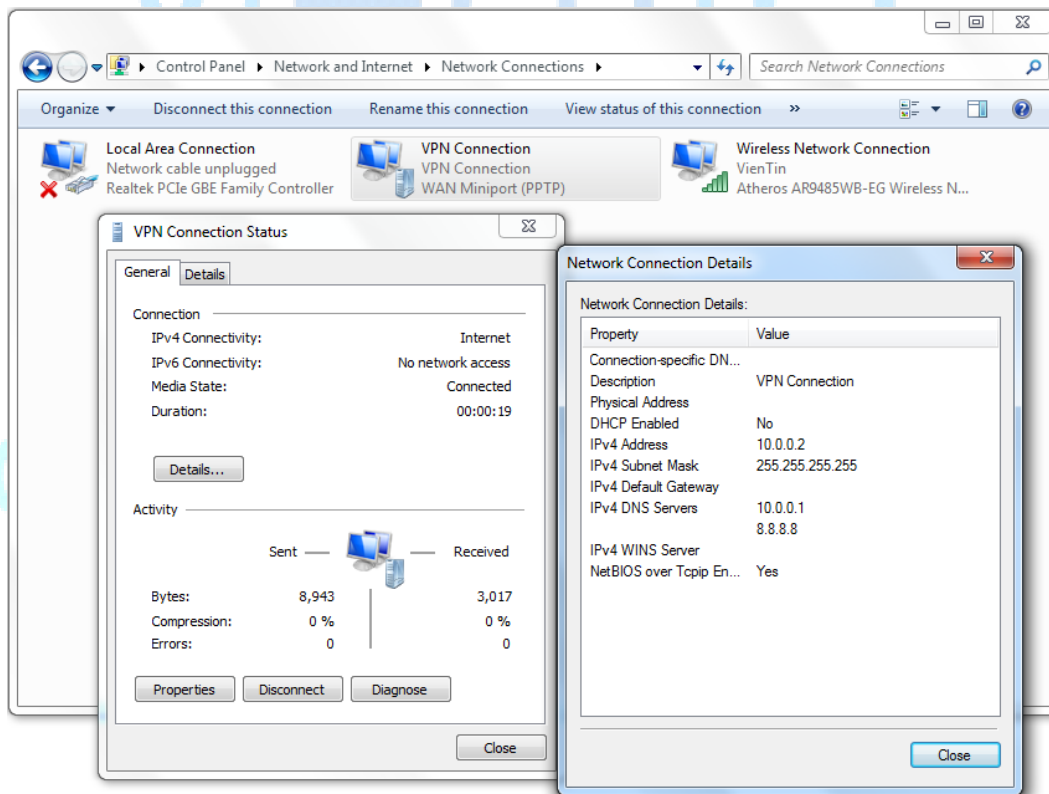 Control Panel Network and Internet Network Connections Search Network Connections
Organize Disconnect this connection Rename this connection View status of this connection »
Local Area Connection
Network cable unplugged
Realtek PCIe GBE Family Controller
VPN Connection
VPN Connection
WAN Miniport (PPTP)
Wireless Network Connection
VienTin
Atheros AR9485WB-EG Wireless N...
VPN Connection Status
General Details
Connection
IPv4 Connectivity: Internet
IPv6 Connectivity: No network access
Media State: Connected
Duration: 00:00:19
Details...
Activity
Sent Received
Bytes: 8,943 3,017
Compression: 0 % 0 %
Errors: 0 0
Properties Disconnect Diagnose
Close
Network Connection Details
Network Connection Details:
Property Value
Connection-specific DN...
Description VPN Connection
Physical Address
DHCP Enabled No
IPv4 Address 10.0.0.2
IPv4 Subnet Mask 255.255.255.255
IPv4 Default Gateway
IPv4 DNS Servers 10.0.0.1
8.8.8.8
IPv4 WINS Server
NetBIOS over Tcpip En... Yes
Close